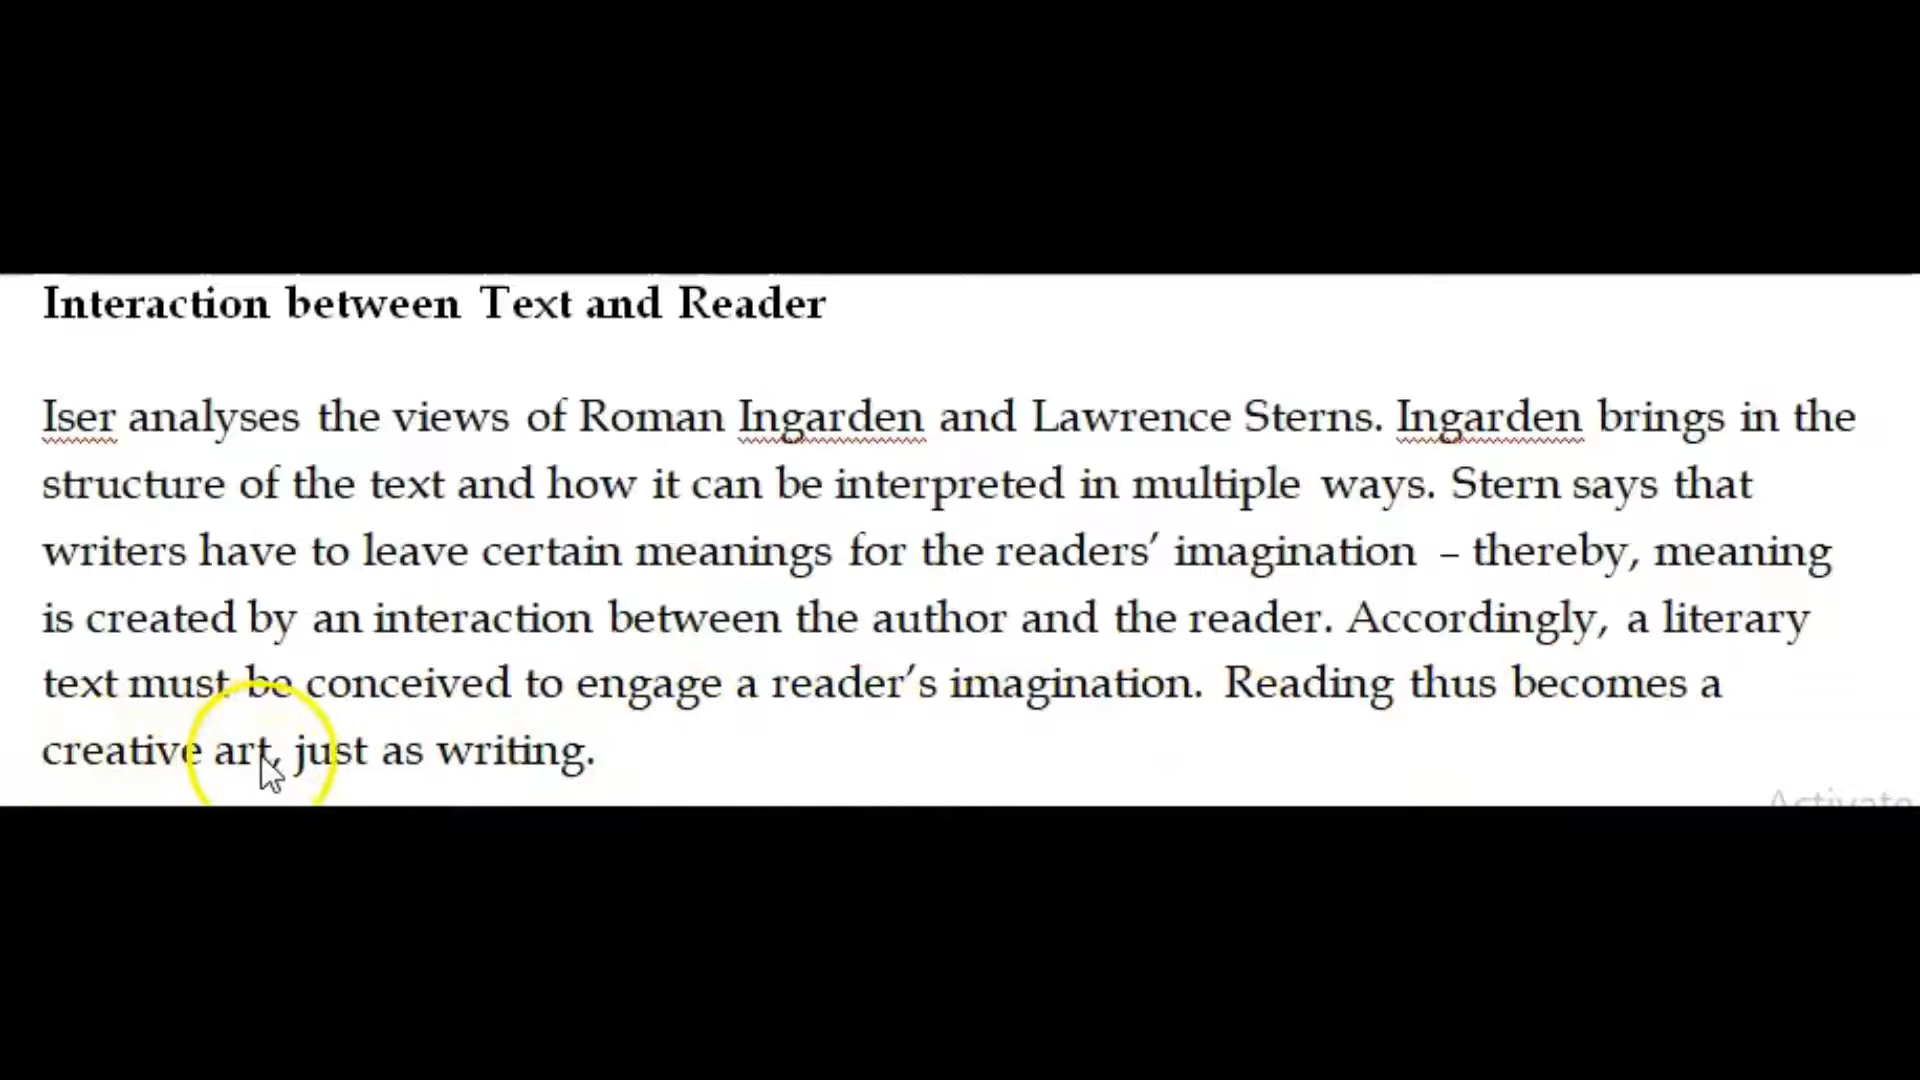 Interaction between Text and Reader
Iser analyses the views of Roman Ingarden and Lawrence Sterns. Ingarden brings in the
structure of the text and how it can be interpreted in multiple ways. Stern says that
writers have to leave certain meanings for the readers’ imagination – thereby, meaning
is created by an interaction between the author and the reader. Accordingly, a literary
text must be conceived to engage a reader’s imagination. Reading thus becomes a
creative art, just as writing.
Activate